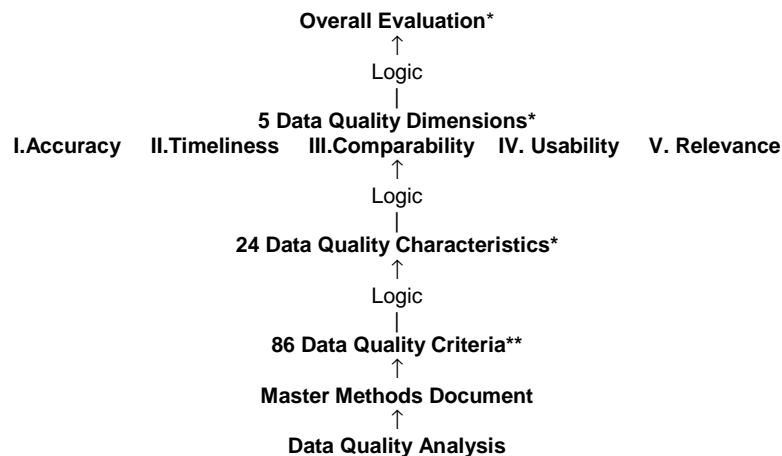 Overall Evaluation*
↑
Logic
|
5 Data Quality Dimensions*
I.Accuracy II.Timeliness III.Comparability IV. Usability V. Relevance
↑
Logic
|
24 Data Quality Characteristics*
↑
Logic
|
86 Data Quality Criteria**
↑
Master Methods Document
↑
Data Quality Analysis